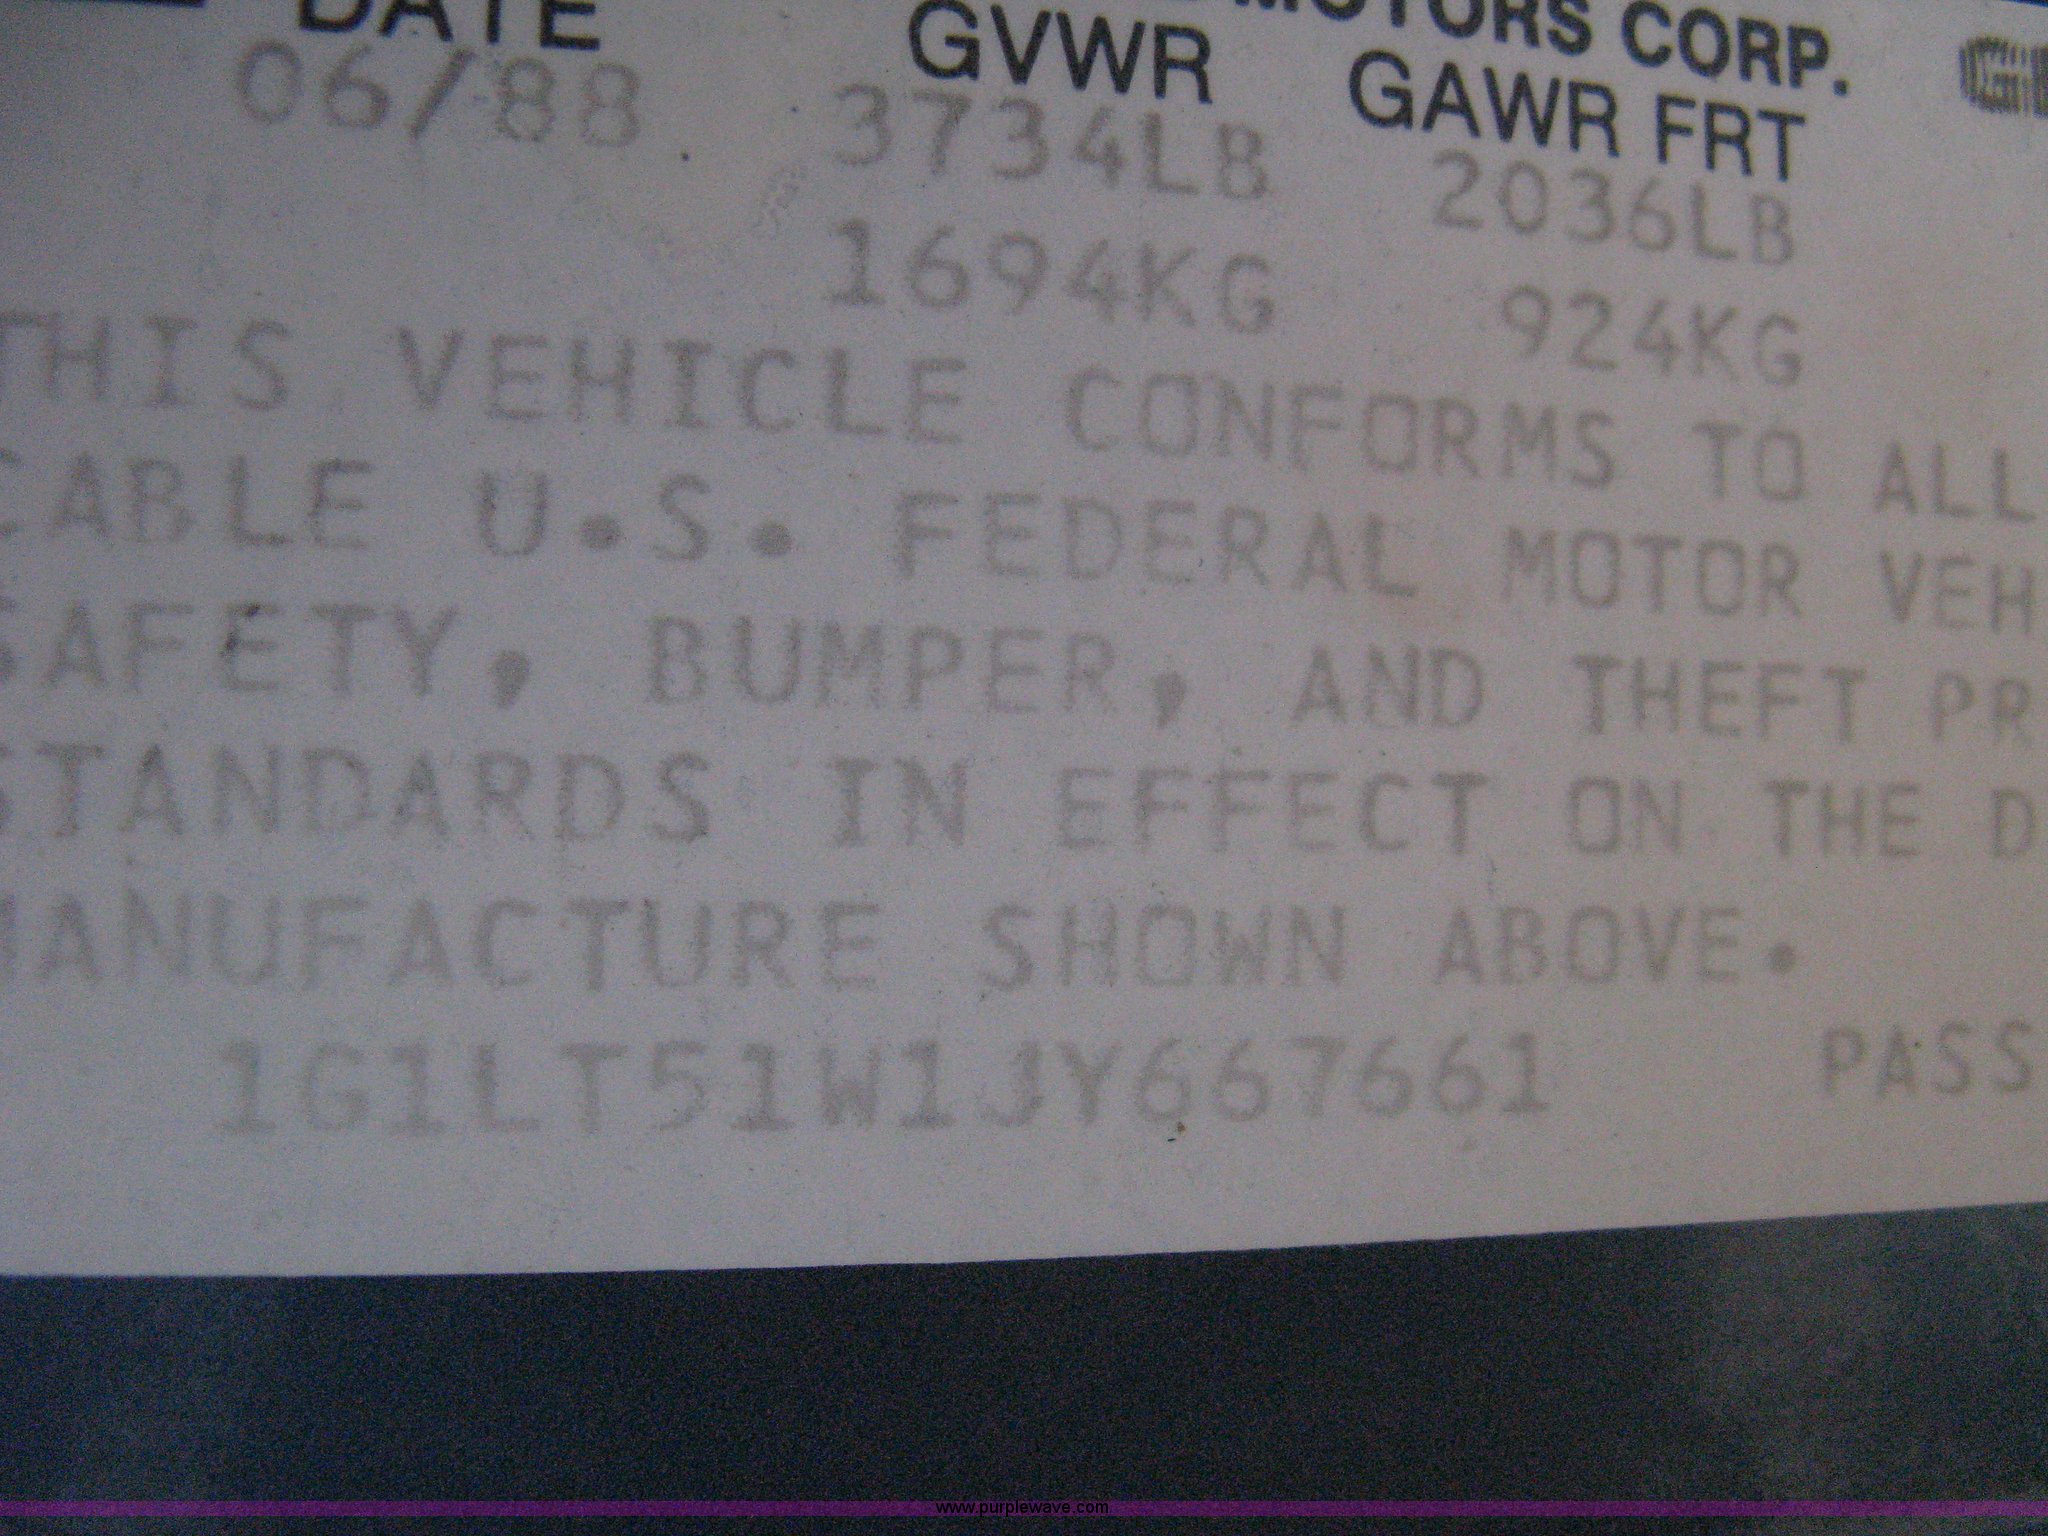 MOTORS CORP.
DATE GVWR GAWR FRT
06/88 3734LB 2036LB
1694KG 924KG
THIS VEHICLE CONFORMS TO ALL
CABLE U.S. FEDERAL MOTOR VEH
SAFETY, BUMPER, AND THEFT PR
STANDARDS IN EFFECT ON THE D
MANUFACTURE SHOWN ABOVE.
1G1LT51W1JY667661 PASS
www.purplewave.com